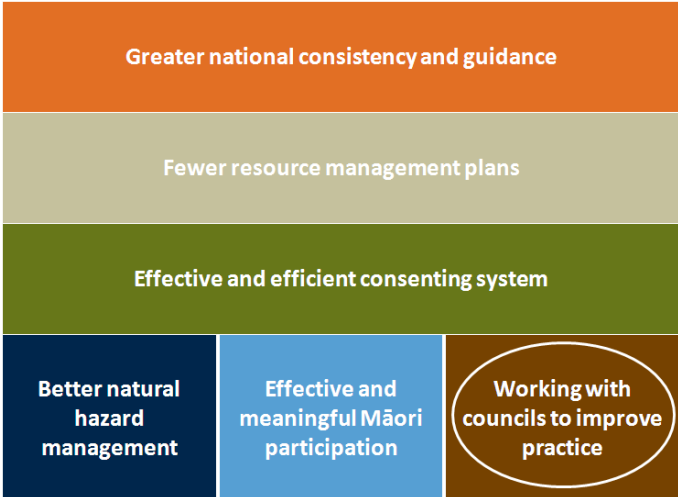 Greater national consistency and guidance
Fewer resource management plans
Effective and efficient consenting system
Better natural
hazard
management
Effective and
meaningful Māori
participation
Working with
councils to improve
practice